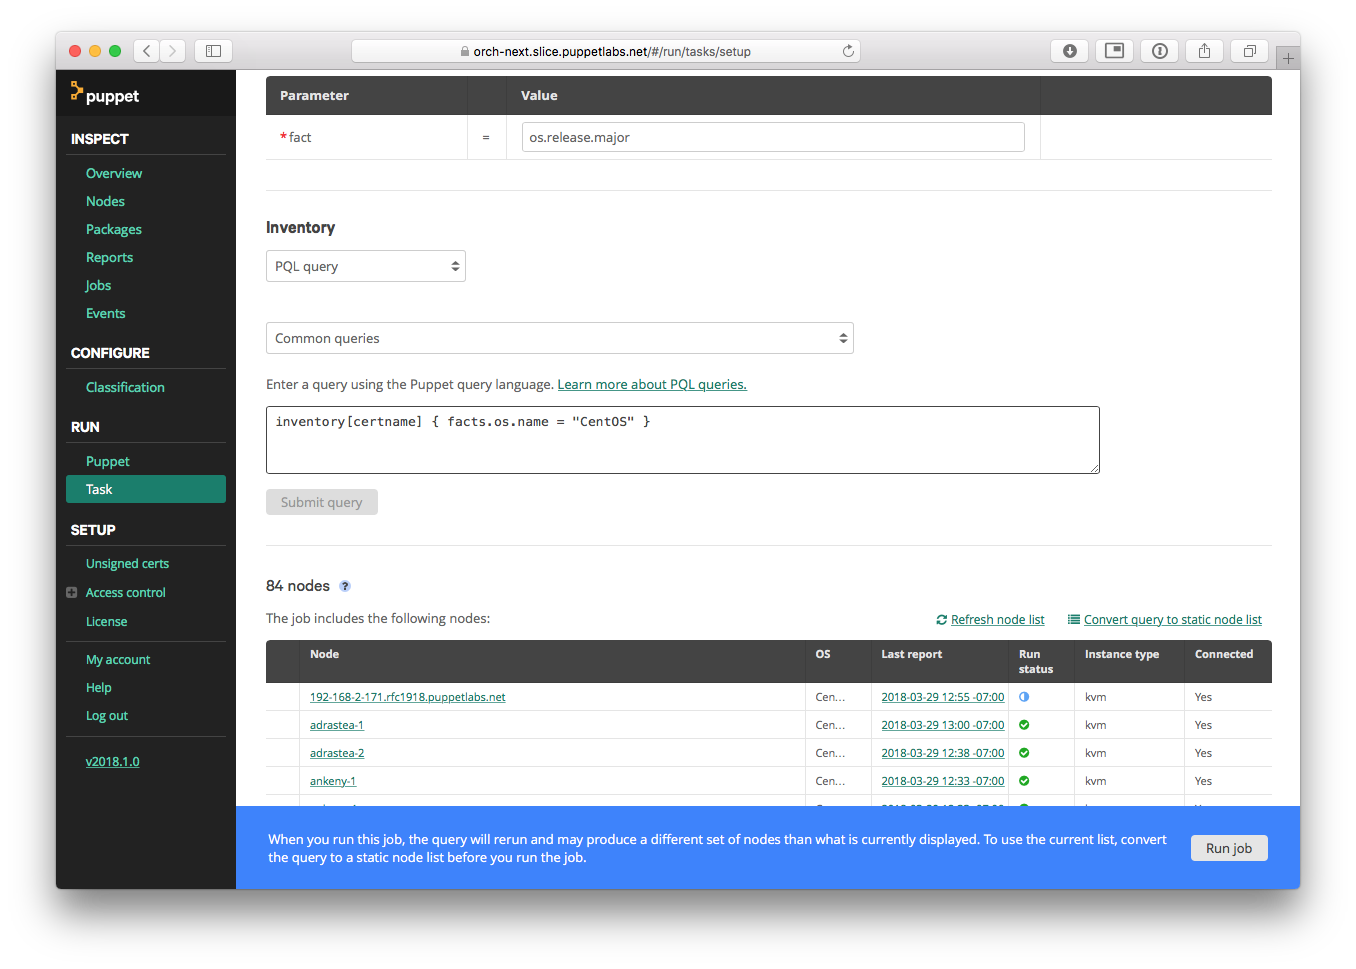 orch-next.slice.puppetlabs.net/#/run/tasks/setup
puppet
INSPECT
Overview
Nodes
Packages
Reports
Jobs
Events
CONFIGURE
Classification
RUN
Puppet
Task
SETUP
Unsigned certs
Access control
License
My account
Help
Log out
v2018.1.0
Parameter Value
*fact = os.release.major
Inventory
PQL query
Common queries
Enter a query using the Puppet query language. Learn more about PQL queries.
inventory[certname] { facts.os.name = "CentOS" }
Submit query
84 nodes ?
The job includes the following nodes:
Refresh node list Convert query to static node list
Node OS Last report Run status Instance type Connected
192-168-2-171.rfc1918.puppetlabs.net Cen... 2018-03-29 12:55 -07:00 kvm Yes
adrastea-1 Cen... 2018-03-29 13:00 -07:00 kvm Yes
adrastea-2 Cen... 2018-03-29 12:38 -07:00 kvm Yes
ankeny-1 Cen... 2018-03-29 12:33 -07:00 kvm Yes
When you run this job, the query will rerun and may produce a different set of nodes than what is currently displayed. To use the current list, convert
the query to a static node list before you run the job.
Run job